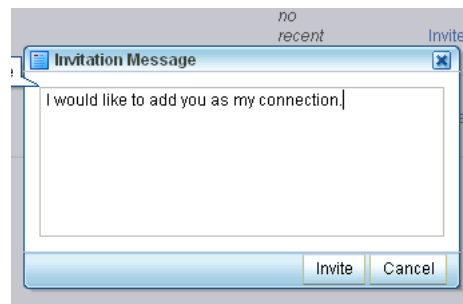 no
recent
Invite
Invitation Message
I would like to add you as my connection.
Invite
Cancel